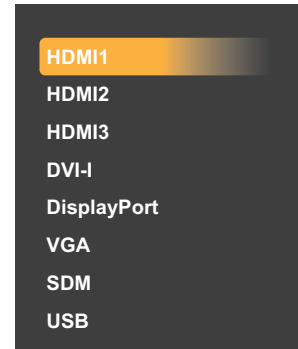 HDMI1
HDMI2
HDMI3
DVI-I
DisplayPort
VGA
SDM
USB